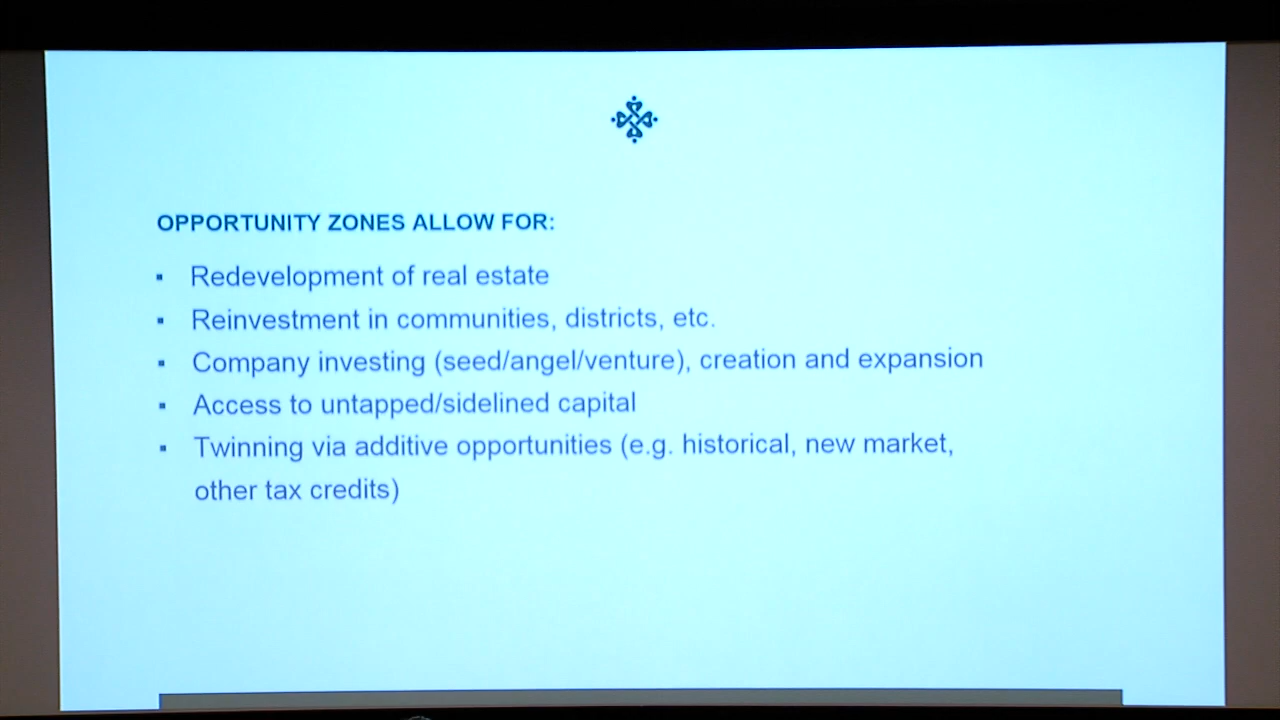 OPPORTUNITY ZONES ALLOW FOR:
▪ Redevelopment of real estate
▪ Reinvestment in communities, districts, etc.
▪ Company investing (seed/angel/venture), creation and expansion
▪ Access to untapped/sidelined capital
▪ Twinning via additive opportunities (e.g. historical, new market,
other tax credits)